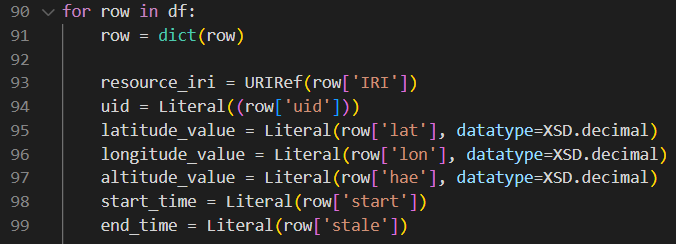 90 for row in df:
91     row = dict(row)
92
93     resource_iri = URIRef(row['IRI'])
94     uid = Literal((row['uid']))
95     latitude_value = Literal(row['lat'], datatype=XSD.decimal)
96     longitude_value = Literal(row['lon'], datatype=XSD.decimal)
97     altitude_value = Literal(row['hae'], datatype=XSD.decimal)
98     start_time = Literal(row['start'])
99     end_time = Literal(row['stale'])